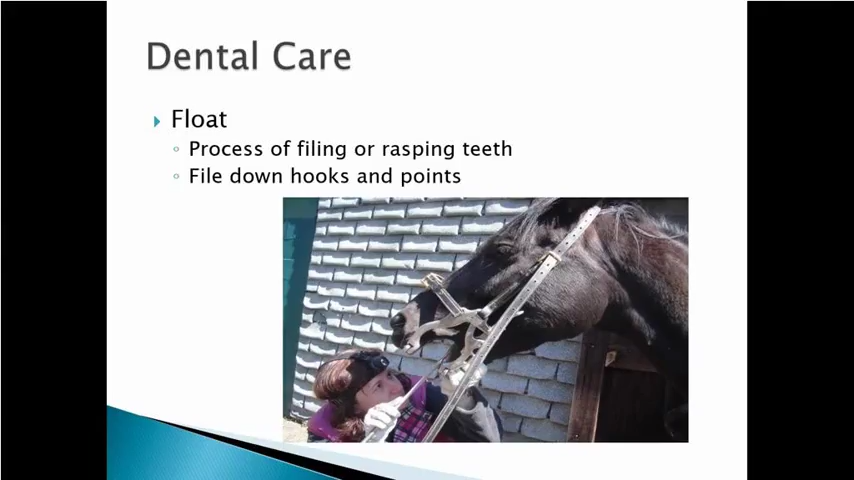 Dental Care
Float
Process of filing or rasping teeth
File down hooks and points